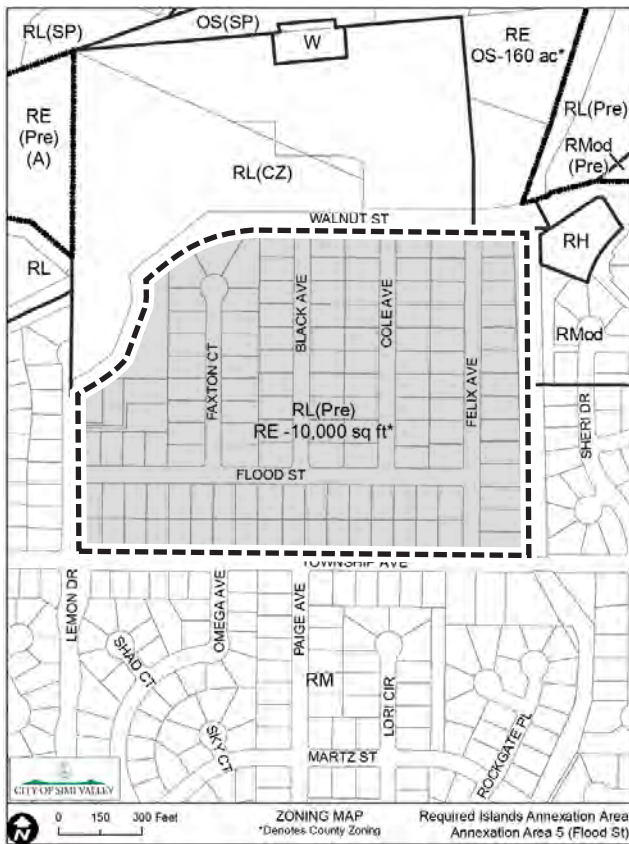 RL(SP)
OS(SP)
W
RE
OS-160 ac*
RE
(Pre)
(A)
RL(Pre)
RMod
(Pre)
RL(CZ)
WALNUT ST
RL
RH
RMod
FAXTON CT
BLACK AVE
COLE AVE
FELIX AVE
SHERI DR
RL(Pre)
RE -10,000 sq ft*
FLOOD ST
TOWNSHIP AVE
LEMON DR
SHAD CT
OMEGA AVE
PAIGE AVE
RM
LORI CIR
SKY CT
MARTZ ST
ROCKGATE PL
CITY OF SIMI VALLEY
N
0 150 300 Feet
ZONING MAP
*Denotes County Zoning
Required Islands Annexation Area
Annexation Area 5 (Flood St)